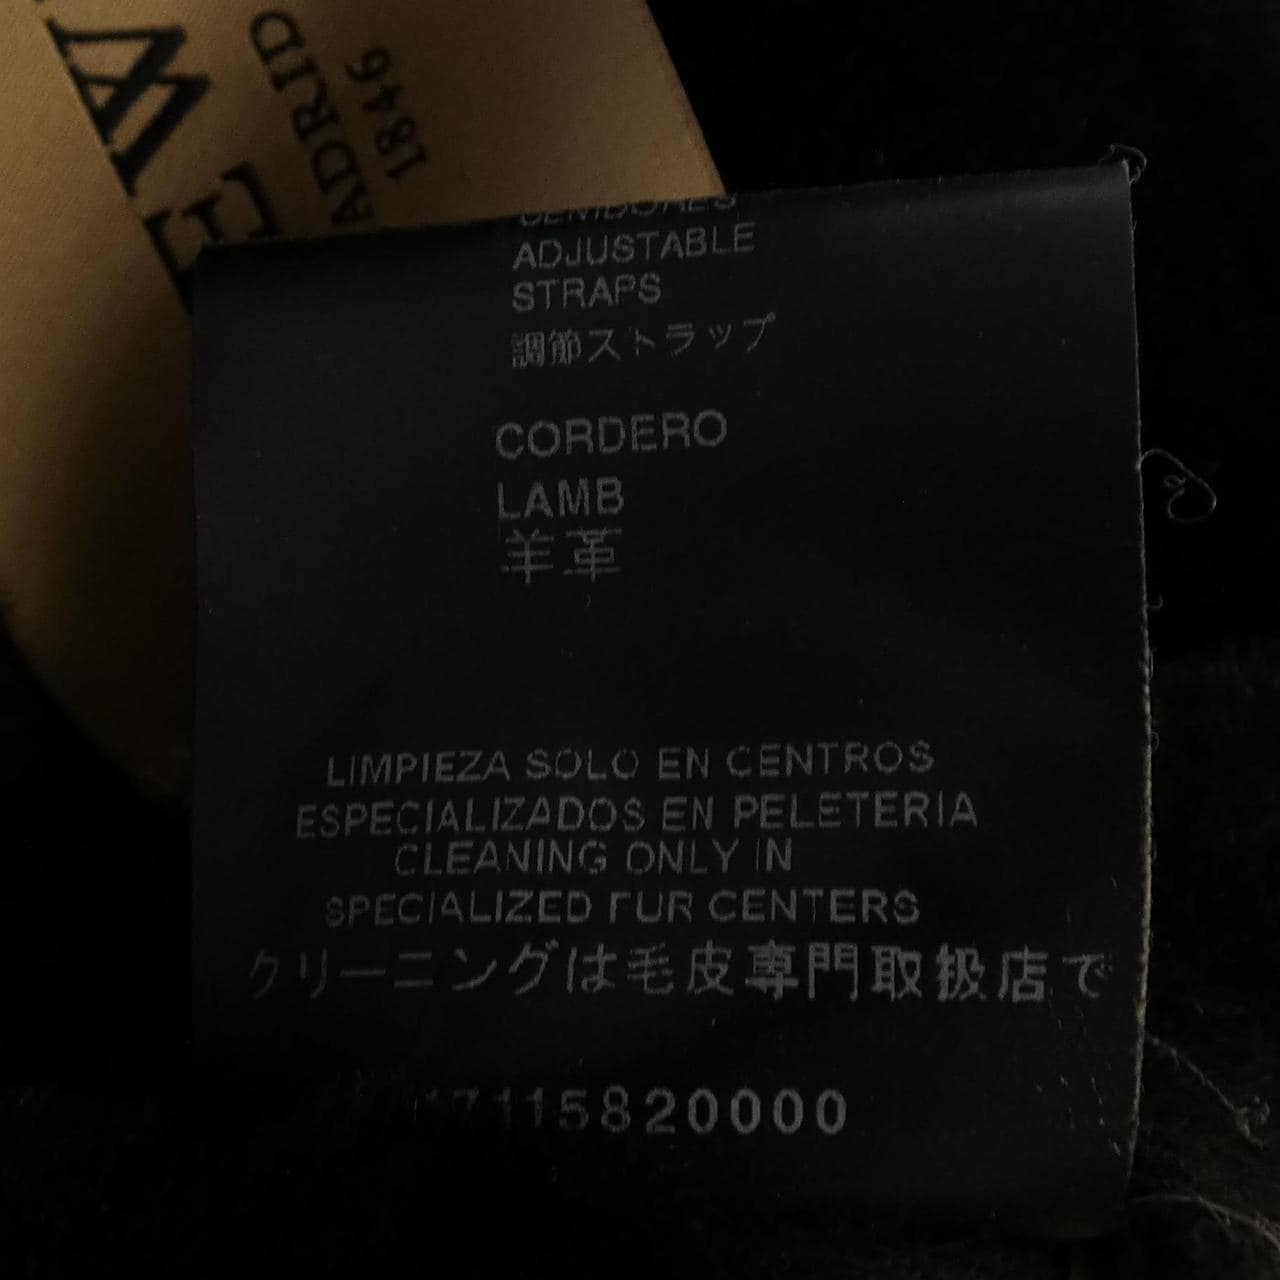 ADRID
1846
ADJUSTABLE
STRAPS
調節ストラップ
CORDERO
LAMB
羊革
LIMPIEZA SOLO EN CENTROS
ESPECIALIZADOS EN PELETERIA
CLEANING ONLY IN
SPECIALIZED FUR CENTERS
クリーニングは毛皮専門取扱店で
17115820000